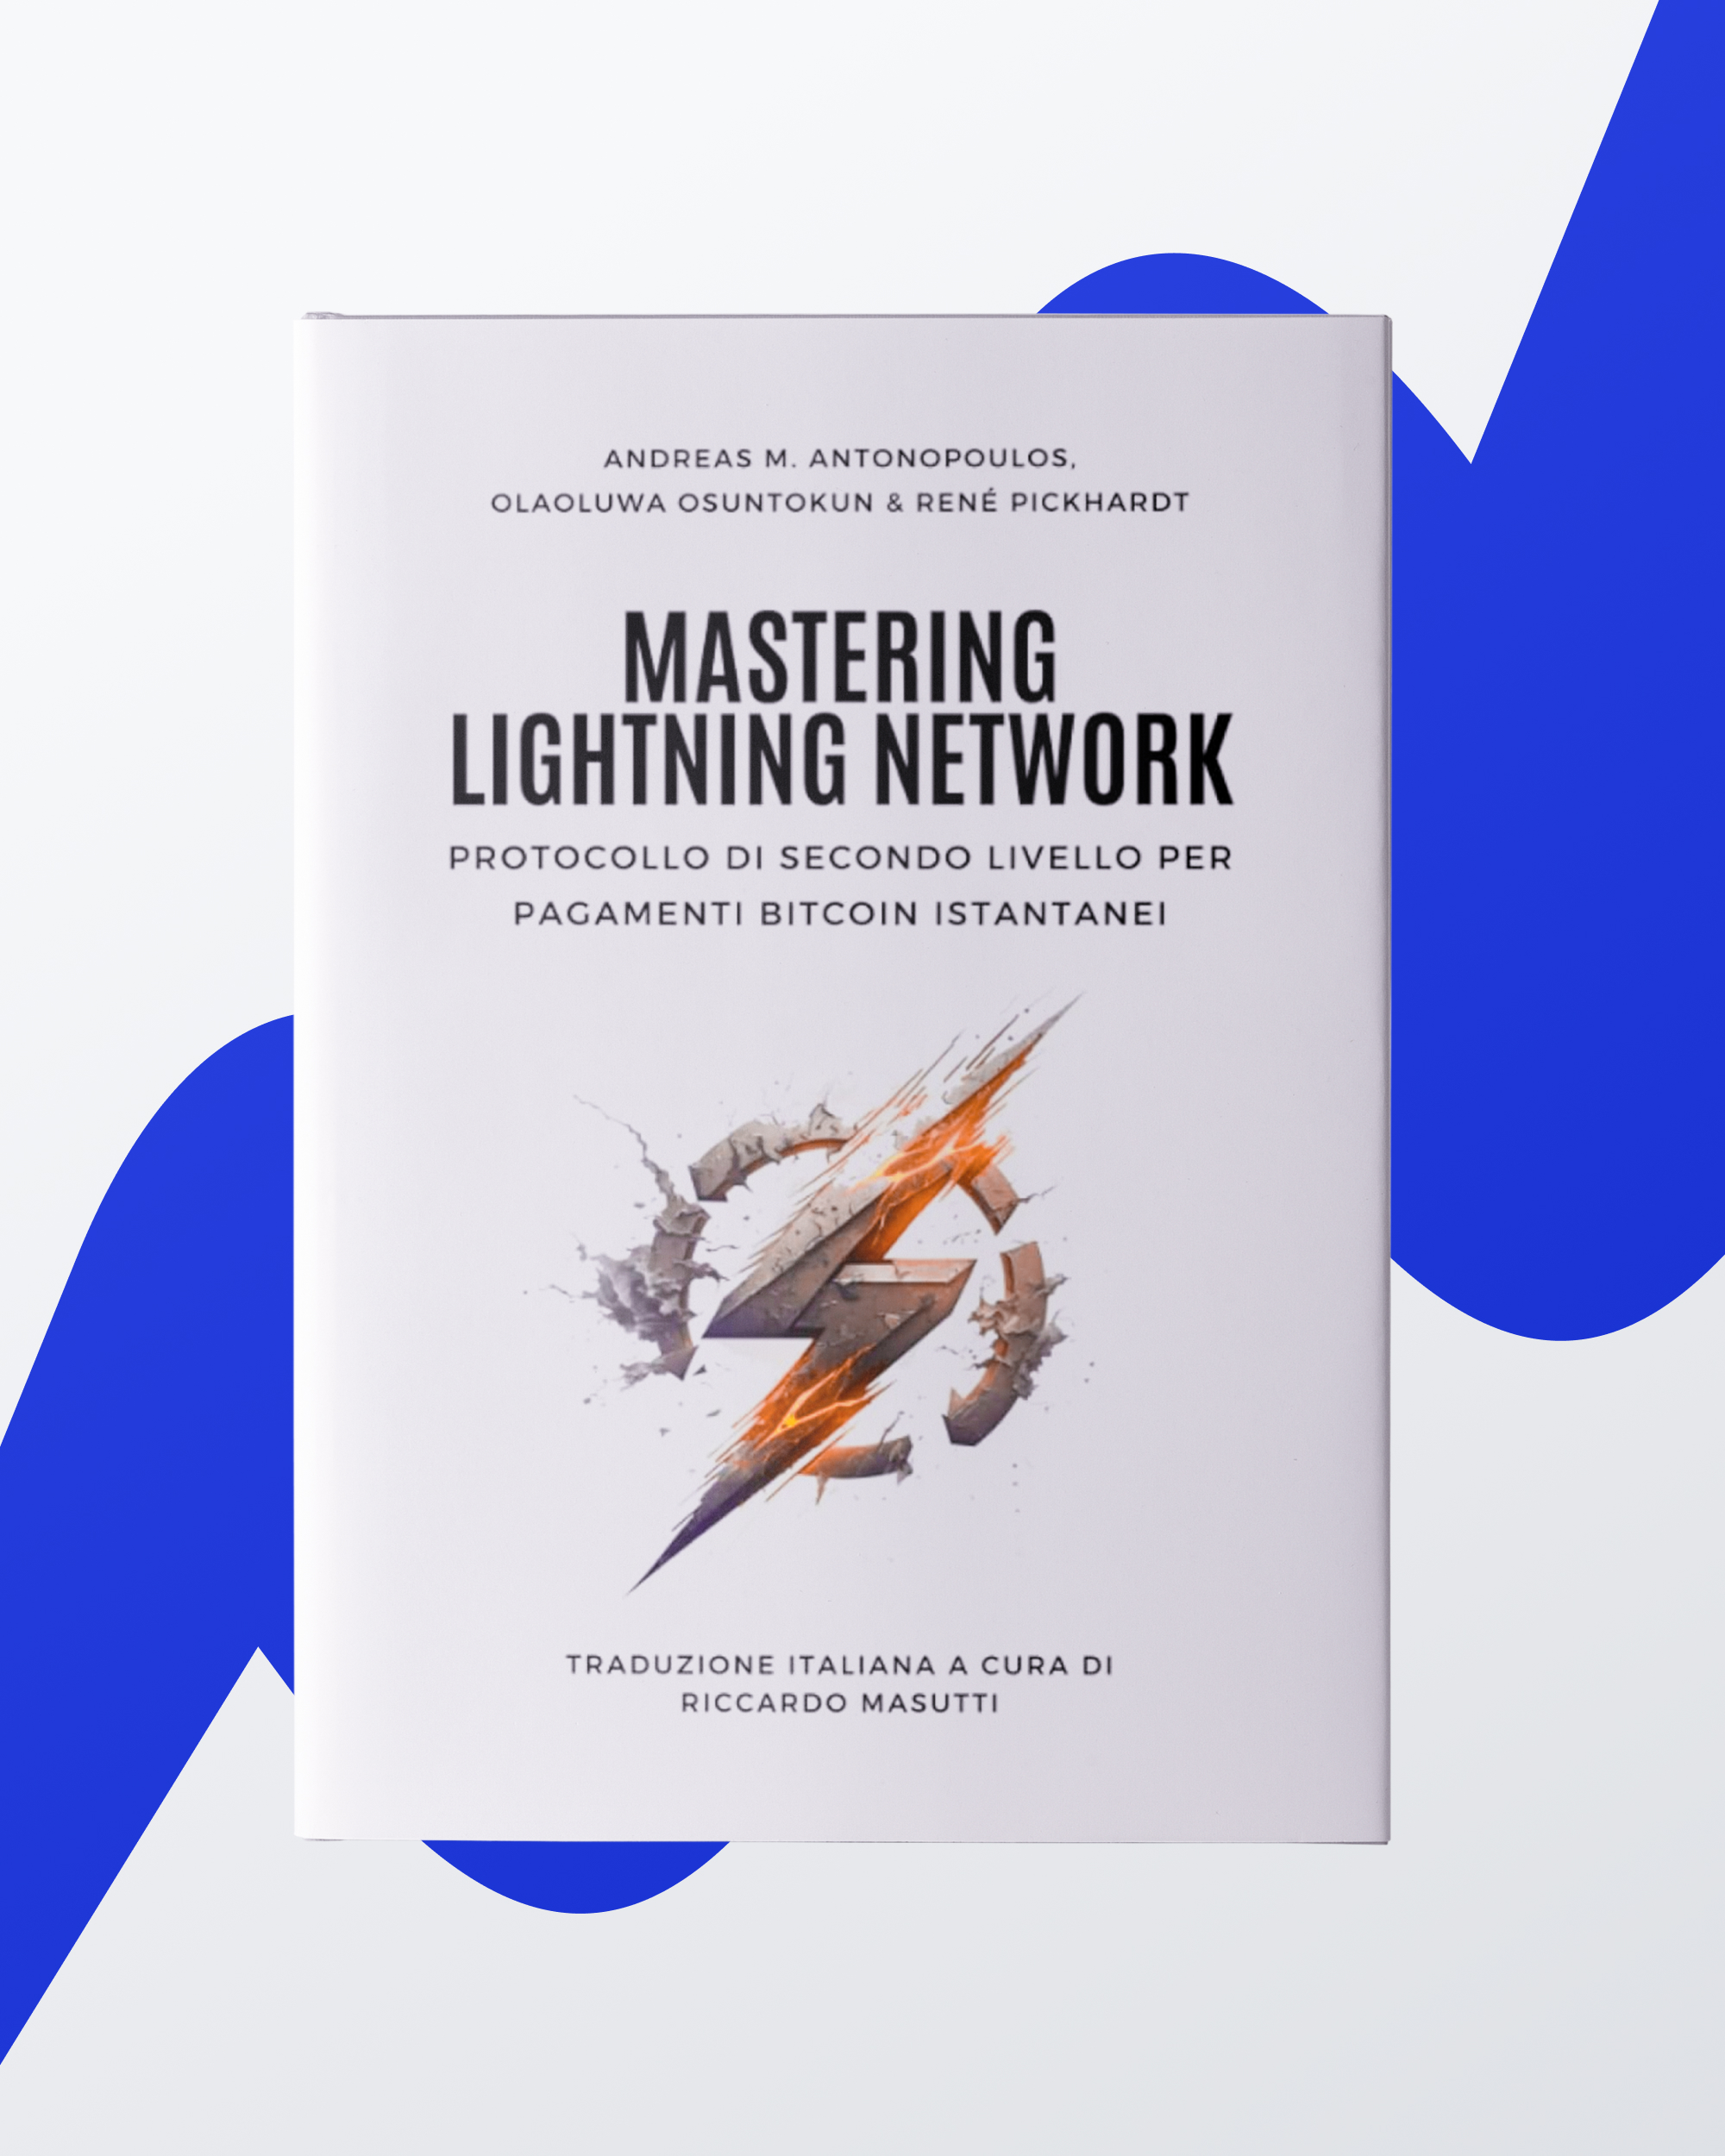 ANDREAS M. ANTONOPOULOS,
OLAOLUWA OSUNTOKUN & RENÉ PICKHARDT
MASTERING
LIGHTNING NETWORK
PROTOCOLLO DI SECONDO LIVELLO PER
PAGAMENTI BITCOIN ISTANTANEI
TRADUZIONE ITALIANA A CURA DI
RICCARDO MASUTTI